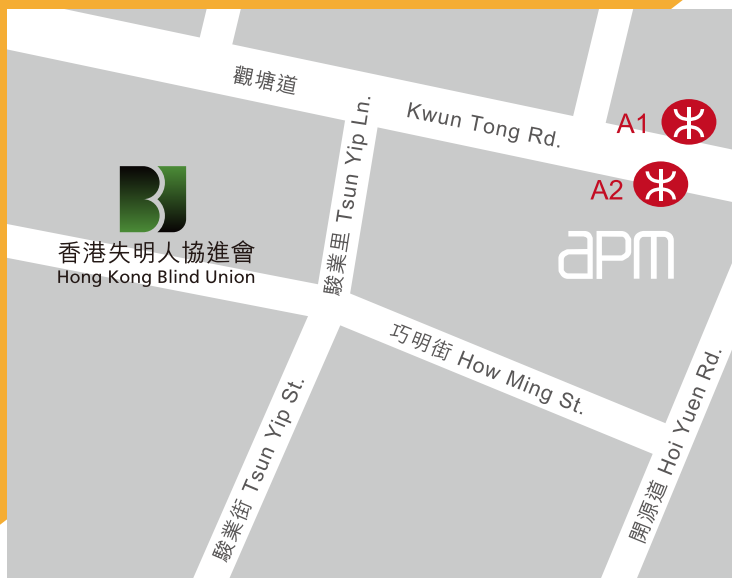 觀塘道
Kwun Tong Rd.
A1
A2
駿業里 Tsun Yip Ln.
apm
香港失明人協進會
Hong Kong Blind Union
巧明街 How Ming St.
駿業街 Tsun Yip St.
開源道 Hoi Yuen Rd.